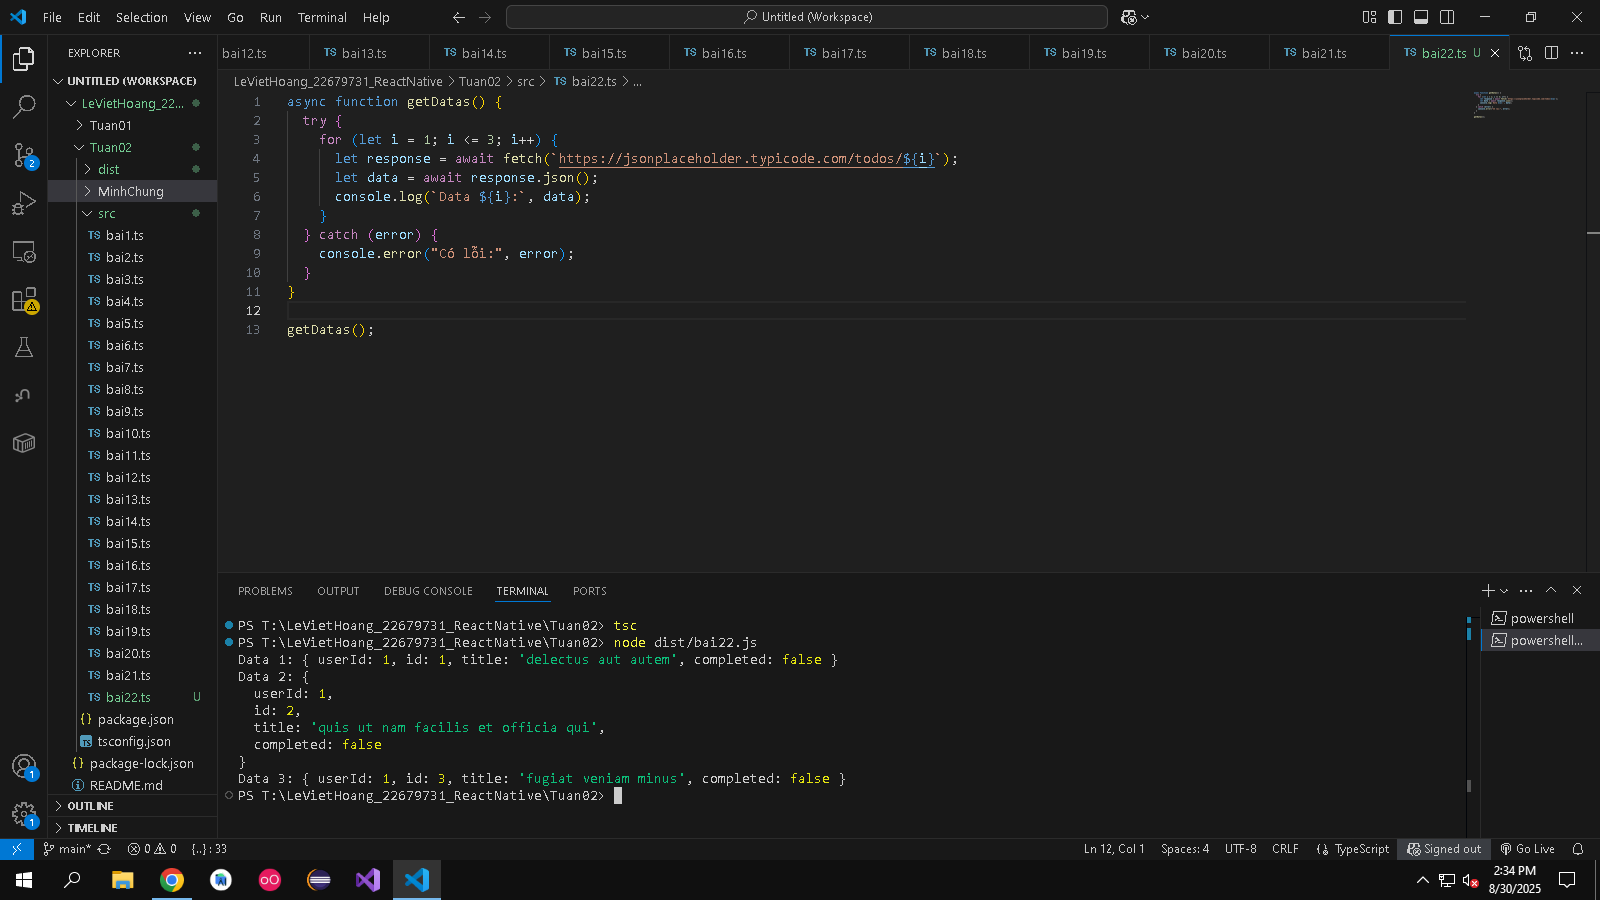 File Edit Selection View Go Run Terminal Help
Untitled (Workspace)
EXPLORER
UNTITLED (WORKSPACE)
LeVietHoang_22...
Tuan01
Tuan02
dist
MinhChung
src
TS bai1.ts
TS bai2.ts
TS bai3.ts
TS bai4.ts
TS bai5.ts
TS bai6.ts
TS bai7.ts
TS bai8.ts
TS bai9.ts
TS bai10.ts
TS bai11.ts
TS bai12.ts
TS bai13.ts
TS bai14.ts
TS bai15.ts
TS bai16.ts
TS bai17.ts
TS bai18.ts
TS bai19.ts
TS bai20.ts
TS bai21.ts
TS bai22.ts U
{} package.json
TS tsconfig.json
{} package-lock.json
README.md
OUTLINE
TIMELINE
2
1
1
bai12.ts TS bai13.ts TS bai14.ts TS bai15.ts TS bai16.ts TS bai17.ts TS bai18.ts TS bai19.ts TS bai20.ts TS bai21.ts TS bai22.ts U
LeVietHoang_22679731_ReactNative > Tuan02 > src > TS bai22.ts > ...
1 async function getDatas() {
2 try {
3 for (let i = 1; i <= 3; i++) {
4 let response = await fetch(`https://jsonplaceholder.typicode.com/todos/${i}`);
5 let data = await response.json();
6 console.log(`Data ${i}:`, data);
7 }
8 } catch (error) {
9 console.error("Có lỗi:", error);
10 }
11 }
12
13 getDatas();
PROBLEMS OUTPUT DEBUG CONSOLE TERMINAL PORTS
PS T:\LeVietHoang_22679731_ReactNative\Tuan02> tsc
PS T:\LeVietHoang_22679731_ReactNative\Tuan02> node dist/bai22.js
Data 1: { userId: 1, id: 1, title: 'delectus aut autem', completed: false }
Data 2: {
userId: 1,
id: 2,
title: 'quis ut nam facilis et officia qui',
completed: false
}
Data 3: { userId: 1, id: 3, title: 'fugiat veniam minus', completed: false }
PS T:\LeVietHoang_22679731_ReactNative\Tuan02>
powershell
powershell...
main* 0 0 {..} : 33
Ln 12, Col 1 Spaces: 4 UTF-8 CRLF TypeScript Signed out Go Live
2:34 PM
8/30/2025